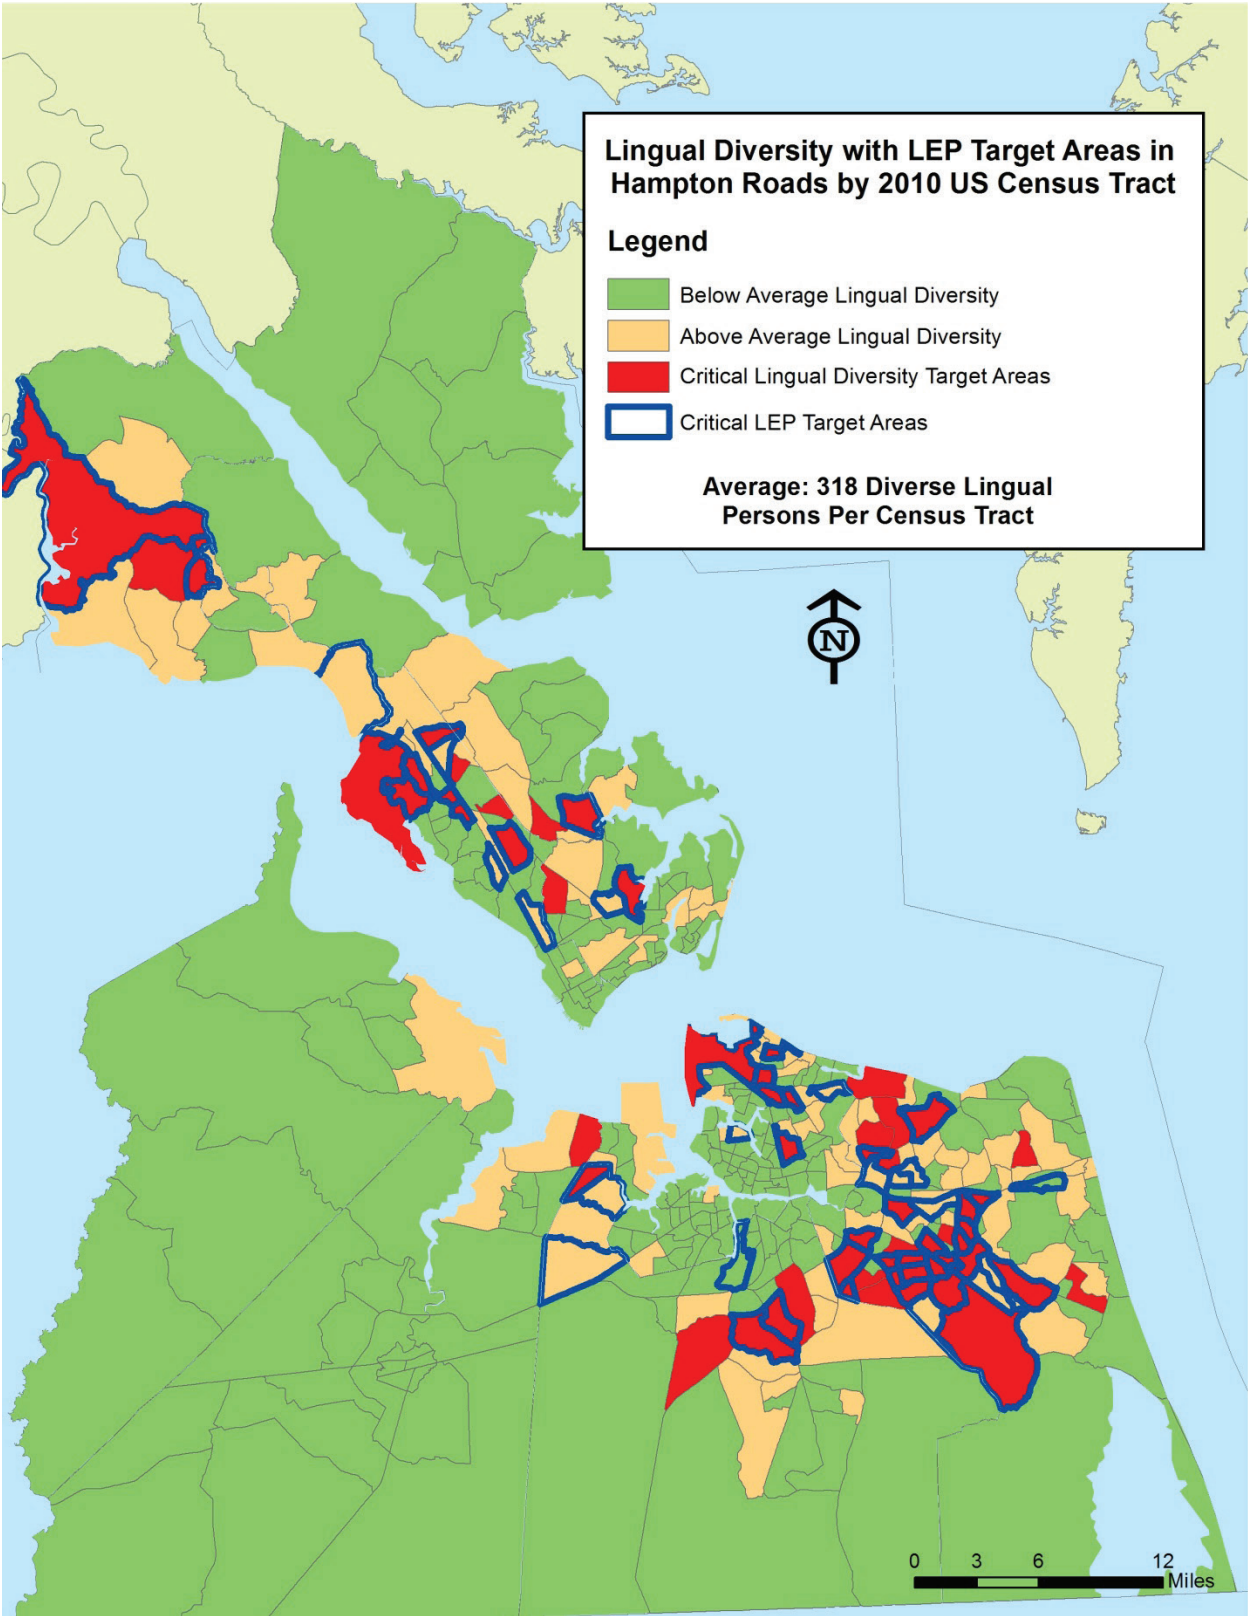 Lingual Diversity with LEP Target Areas in
Hampton Roads by 2010 US Census Tract
Legend
Below Average Lingual Diversity
Above Average Lingual Diversity
Critical Lingual Diversity Target Areas
Critical LEP Target Areas
Average: 318 Diverse Lingual
Persons Per Census Tract
N
0 3 6 12
Miles